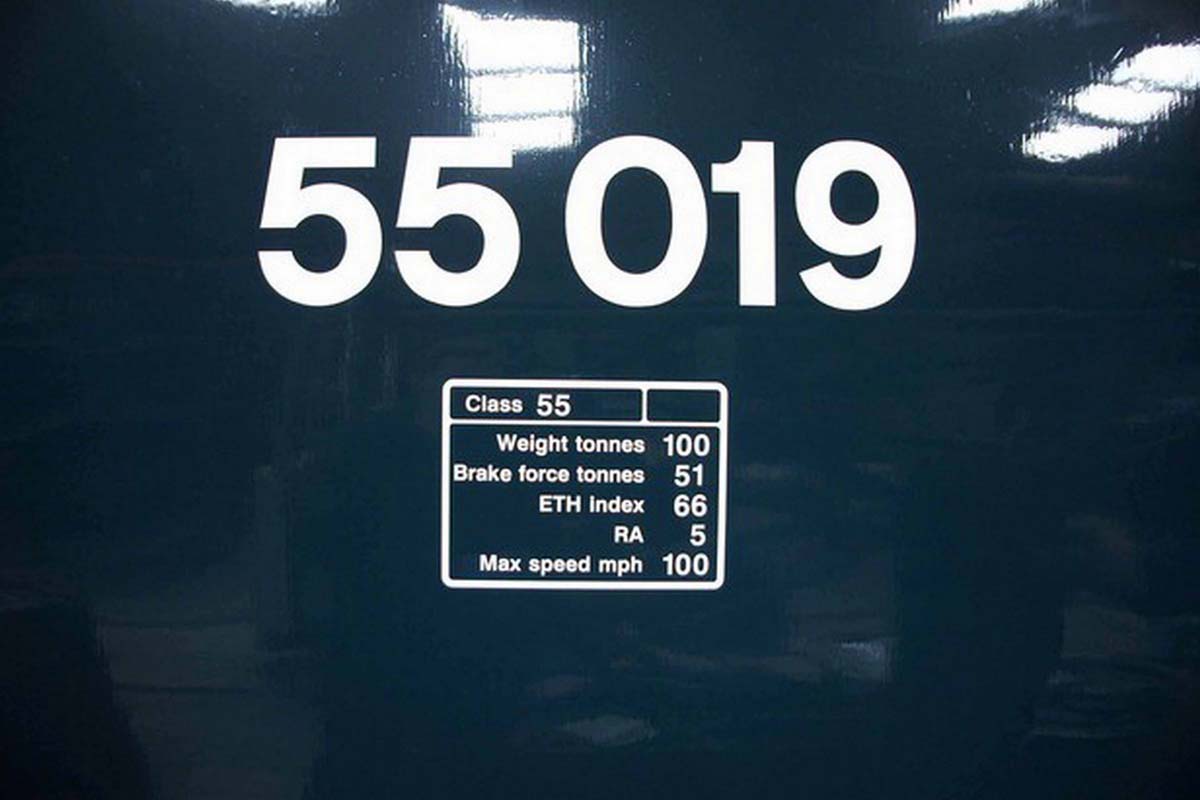 55 019
Class 55
Weight tonnes 100
Brake force tonnes 51
ETH index 66
RA 5
Max speed mph 100